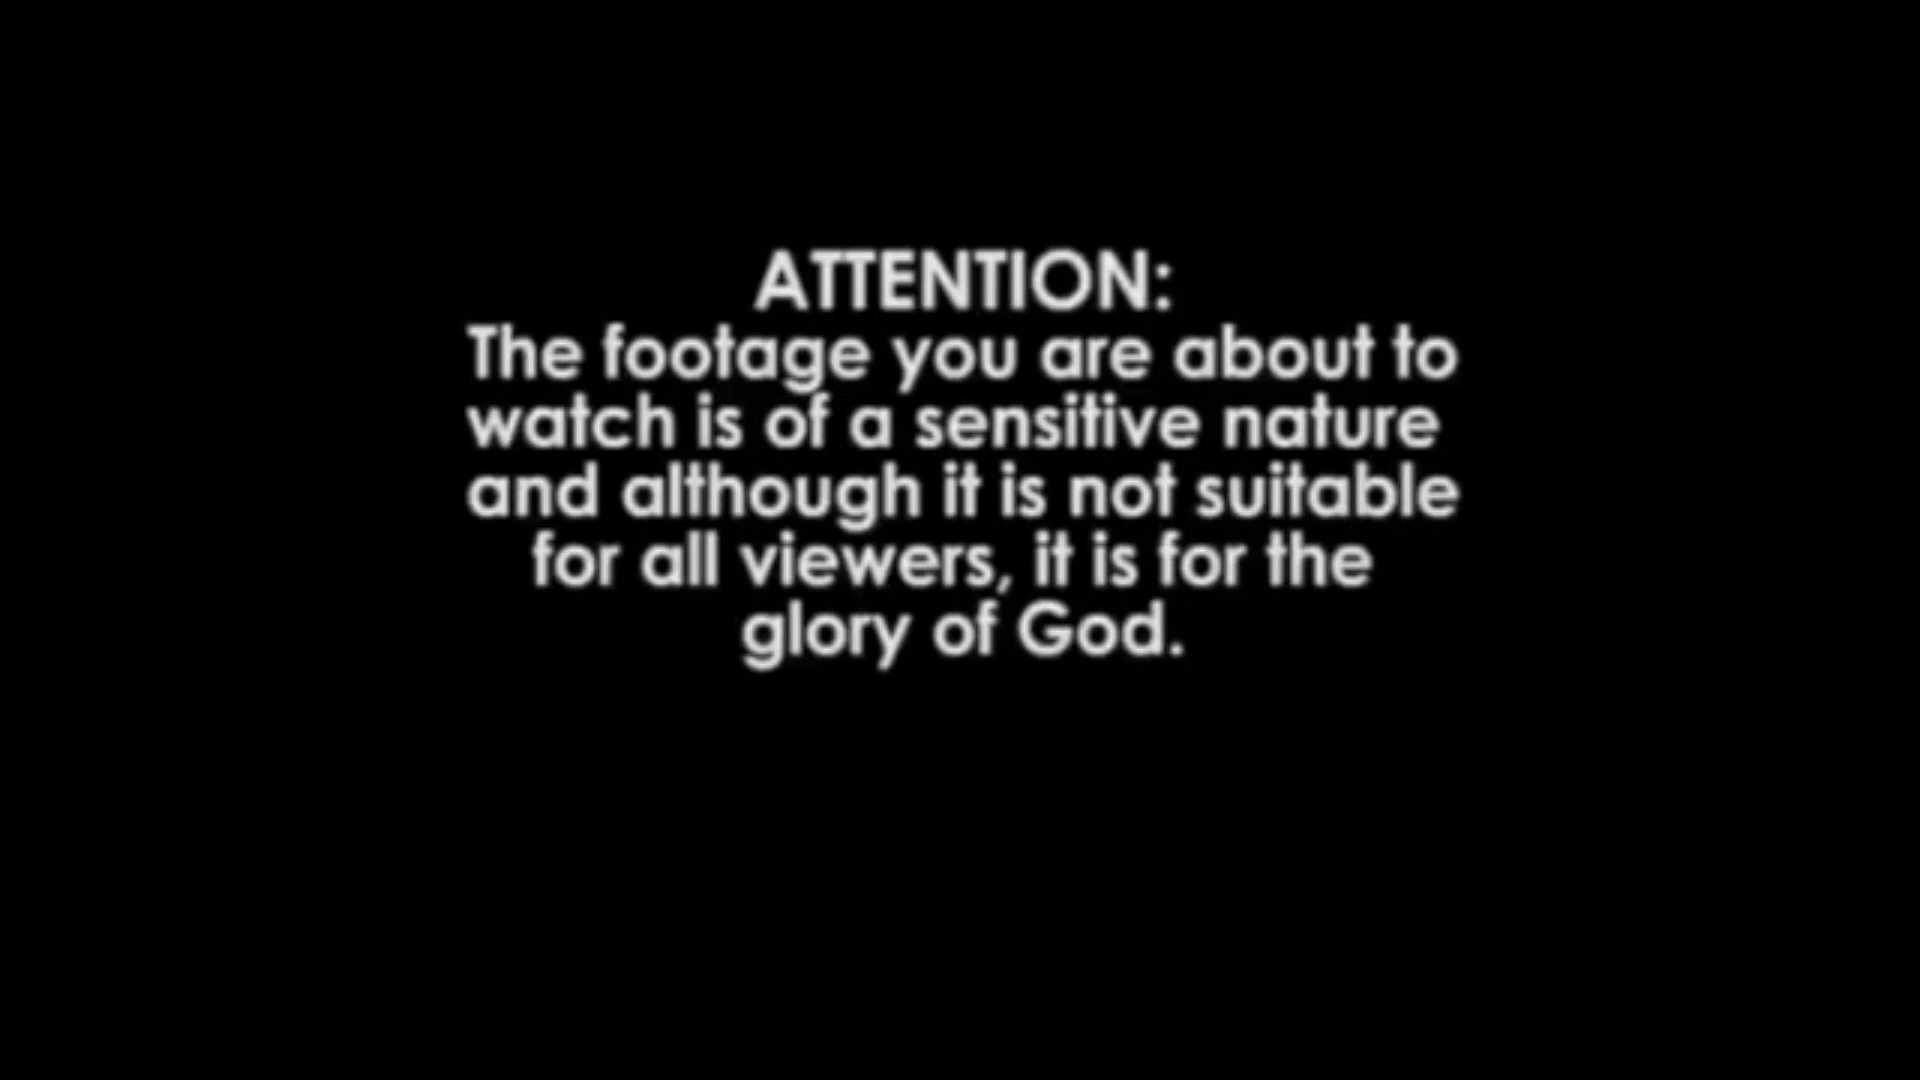 ATTENTION:
The footage you are about to
watch is of a sensitive nature
and although it is not suitable
for all viewers, it is for the
glory of God.